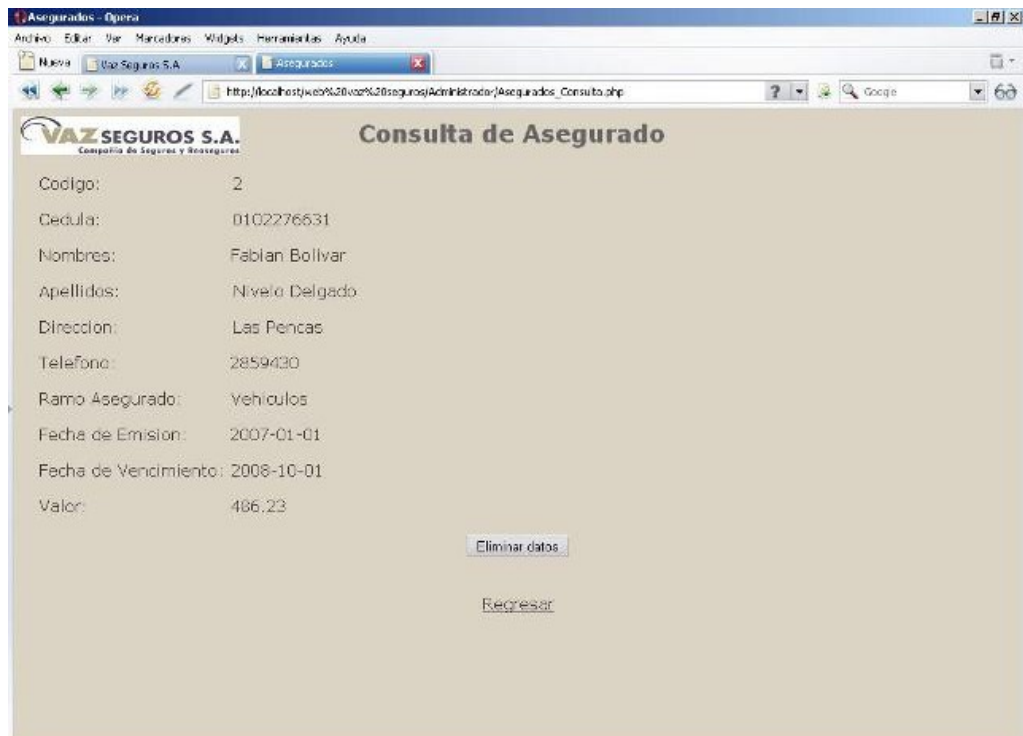 Asegurados - Opera
Archivo Editar Ver Marcadores Widgets Herramientas Ayuda
Nueva Vaz Seguros S.A Asegurados
http://localhost/web%20vaz%20seguros/Administrador/Asegurados_Consulta.php ? Google
VAZ SEGUROS S.A. Consulta de Asegurado
Compañia de Seguros y Reaseguros
Codigo: 2
Cedula: 0102276631
Nombres: Fabian Bolivar
Apellidos: Nivelo Delgado
Direccion: Las Pencas
Telefono: 2859430
Ramo Asegurado: Vehiculos
Fecha de Emision: 2007-01-01
Fecha de Vencimiento: 2008-10-01
Valor: 486.23
Eliminar datos
Regresar